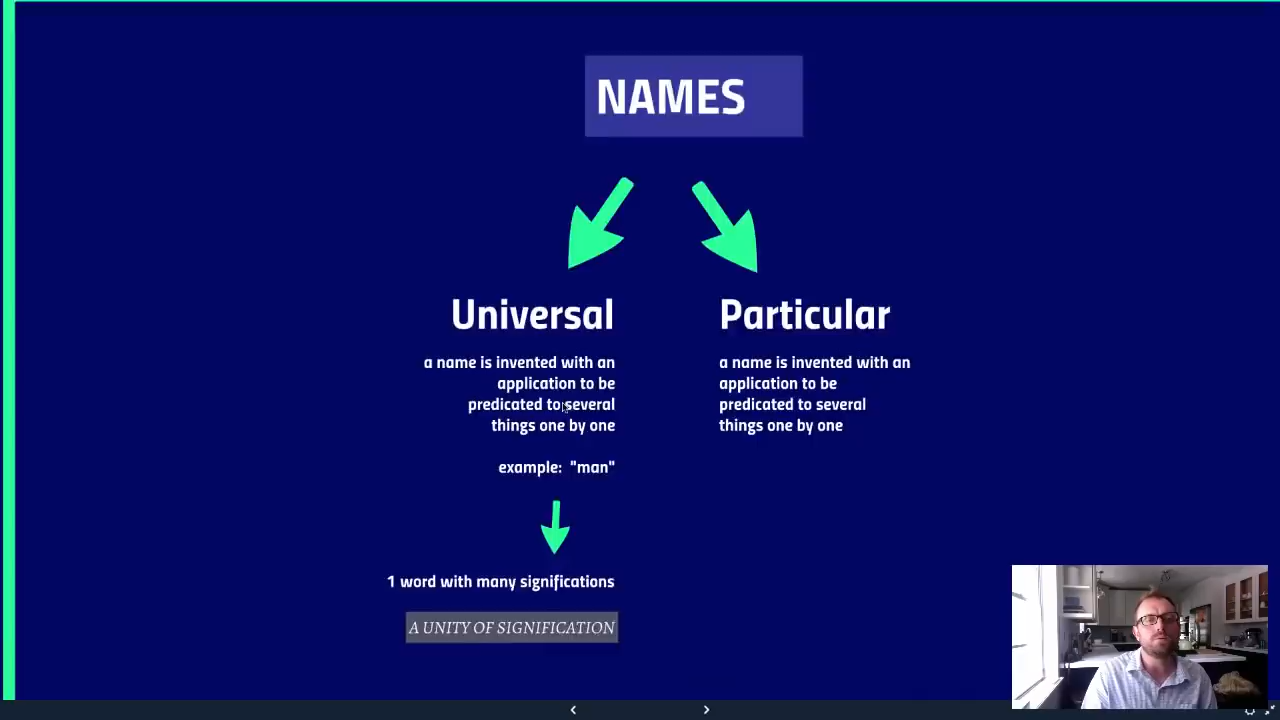 NAMES
Universal
a name is invented with an
application to be
predicated to several
things one by one
example: "man"
1 word with many significations
A UNITY OF SIGNIFICATION
Particular
a name is invented with an
application to be
predicated to several
things one by one